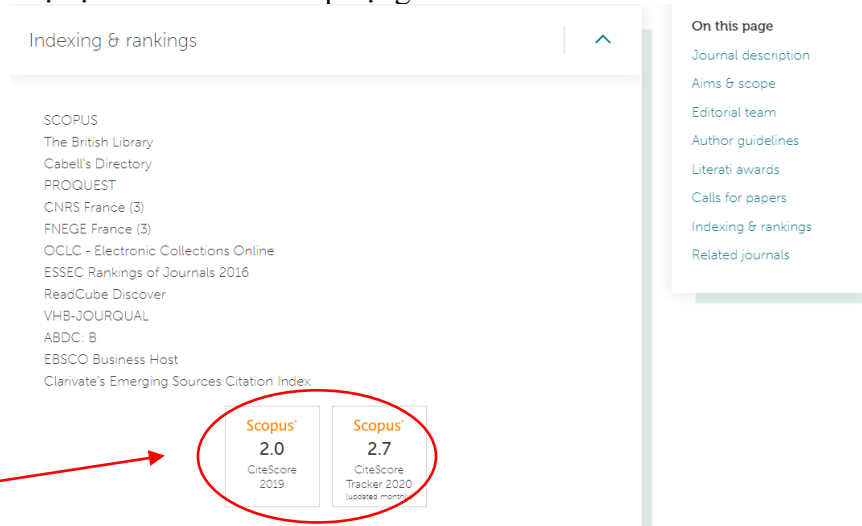 Indexing & rankings
SCOPUS
The British Library
Cabell's Directory
PROQUEST
CNRS France (3)
FNEGE France (3)
OCLC - Electronic Collections Online
ESSEC Rankings of Journals 2016
ReadCube Discover
VHB-JOURQUAL
ABDC: B
EBSCO Business Host
Clarivate's Emerging Sources Citation Index
Scopus'
2.0
CiteScore
2019
Scopus'
2.7
CiteScore
Tracker 2020
(updated monthly)
On this page
Journal description
Aims & scope
Editorial team
Author guidelines
Literati awards
Calls for papers
Indexing & rankings
Related journals